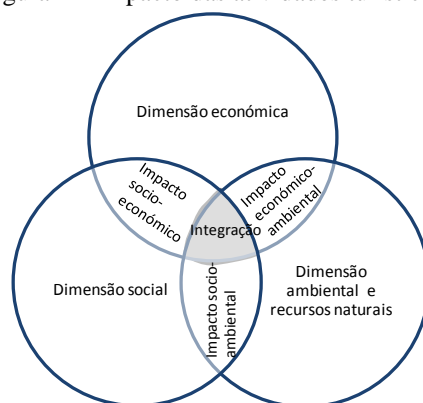 Dimensão económica
Impacto
socio-
económico
Impacto
económico-
ambiental
Integração
Dimensão social
Impacto socio-
ambiental
Dimensão
ambiental e
recursos naturais